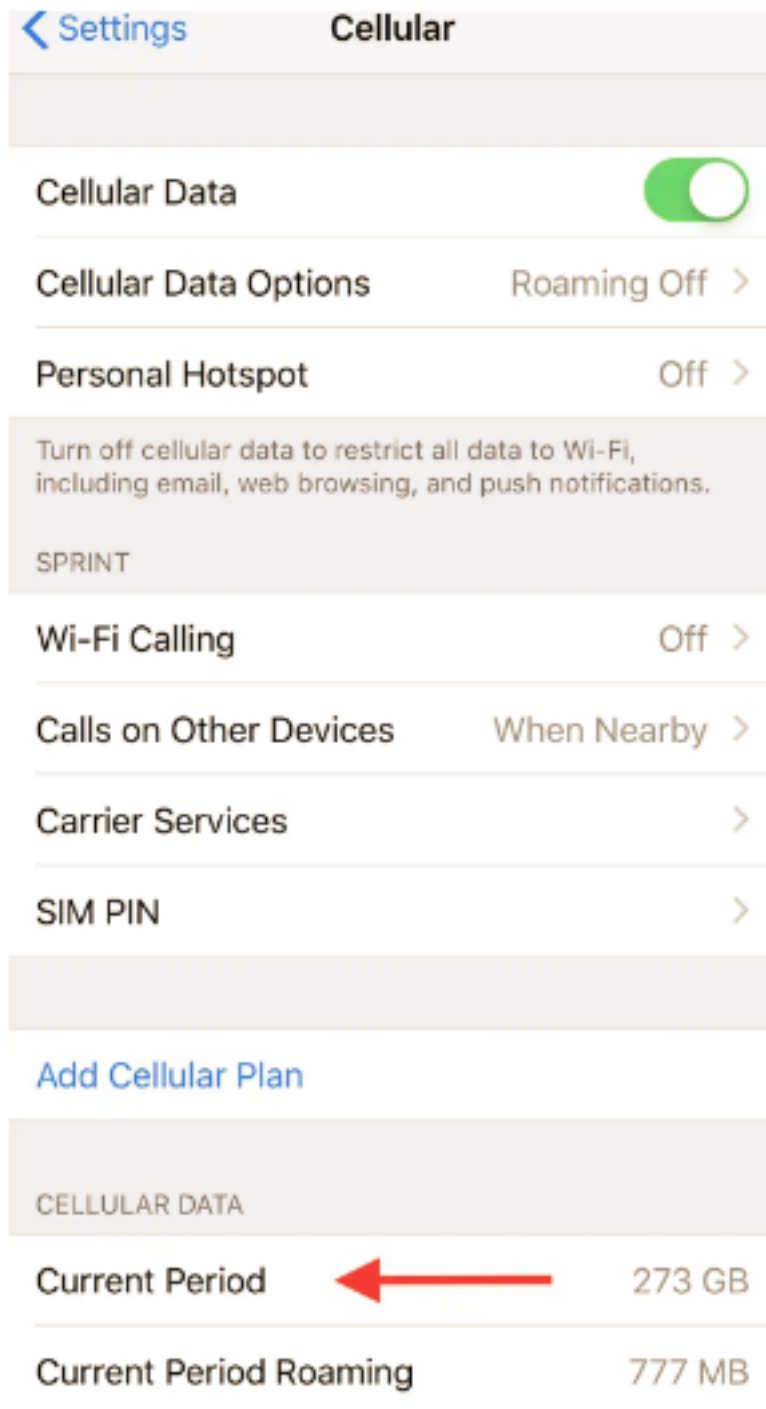 Settings Cellular
Cellular Data
Cellular Data Options Roaming Off
Personal Hotspot Off
Turn off cellular data to restrict all data to Wi-Fi,
including email, web browsing, and push notifications.
SPRINT
Wi-Fi Calling Off
Calls on Other Devices When Nearby
Carrier Services
SIM PIN
Add Cellular Plan
CELLULAR DATA
Current Period 273 GB
Current Period Roaming 777 MB